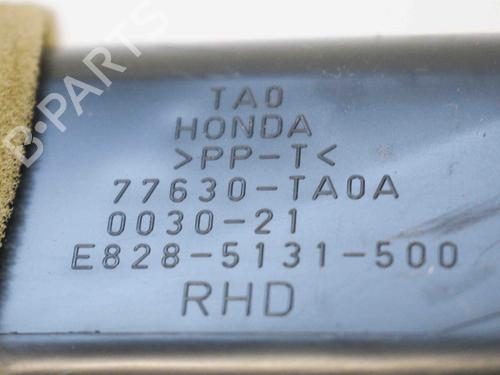 TA0
HONDA
>PP-T<
77630-TA0A
0030-21
E828-5131-500
RHD
B-PARTS